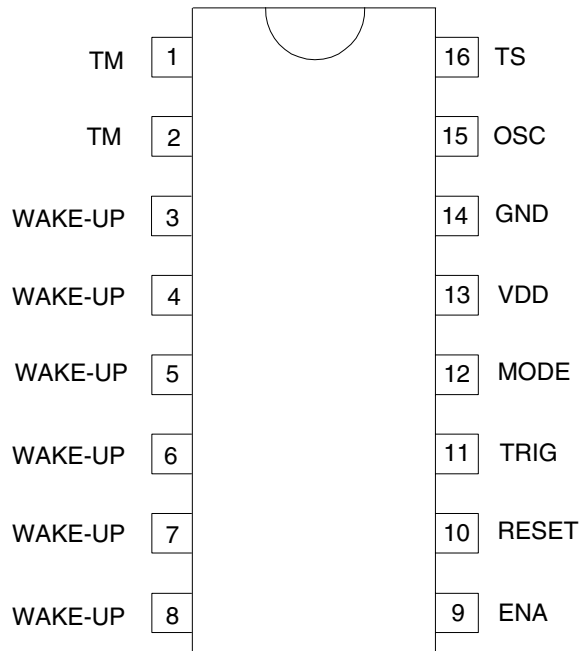 TM 1 16 TS
TM 2 15 OSC
WAKE-UP 3 14 GND
WAKE-UP 4 13 VDD
WAKE-UP 5 12 MODE
WAKE-UP 6 11 TRIG
WAKE-UP 7 10 RESET
WAKE-UP 8 9 ENA